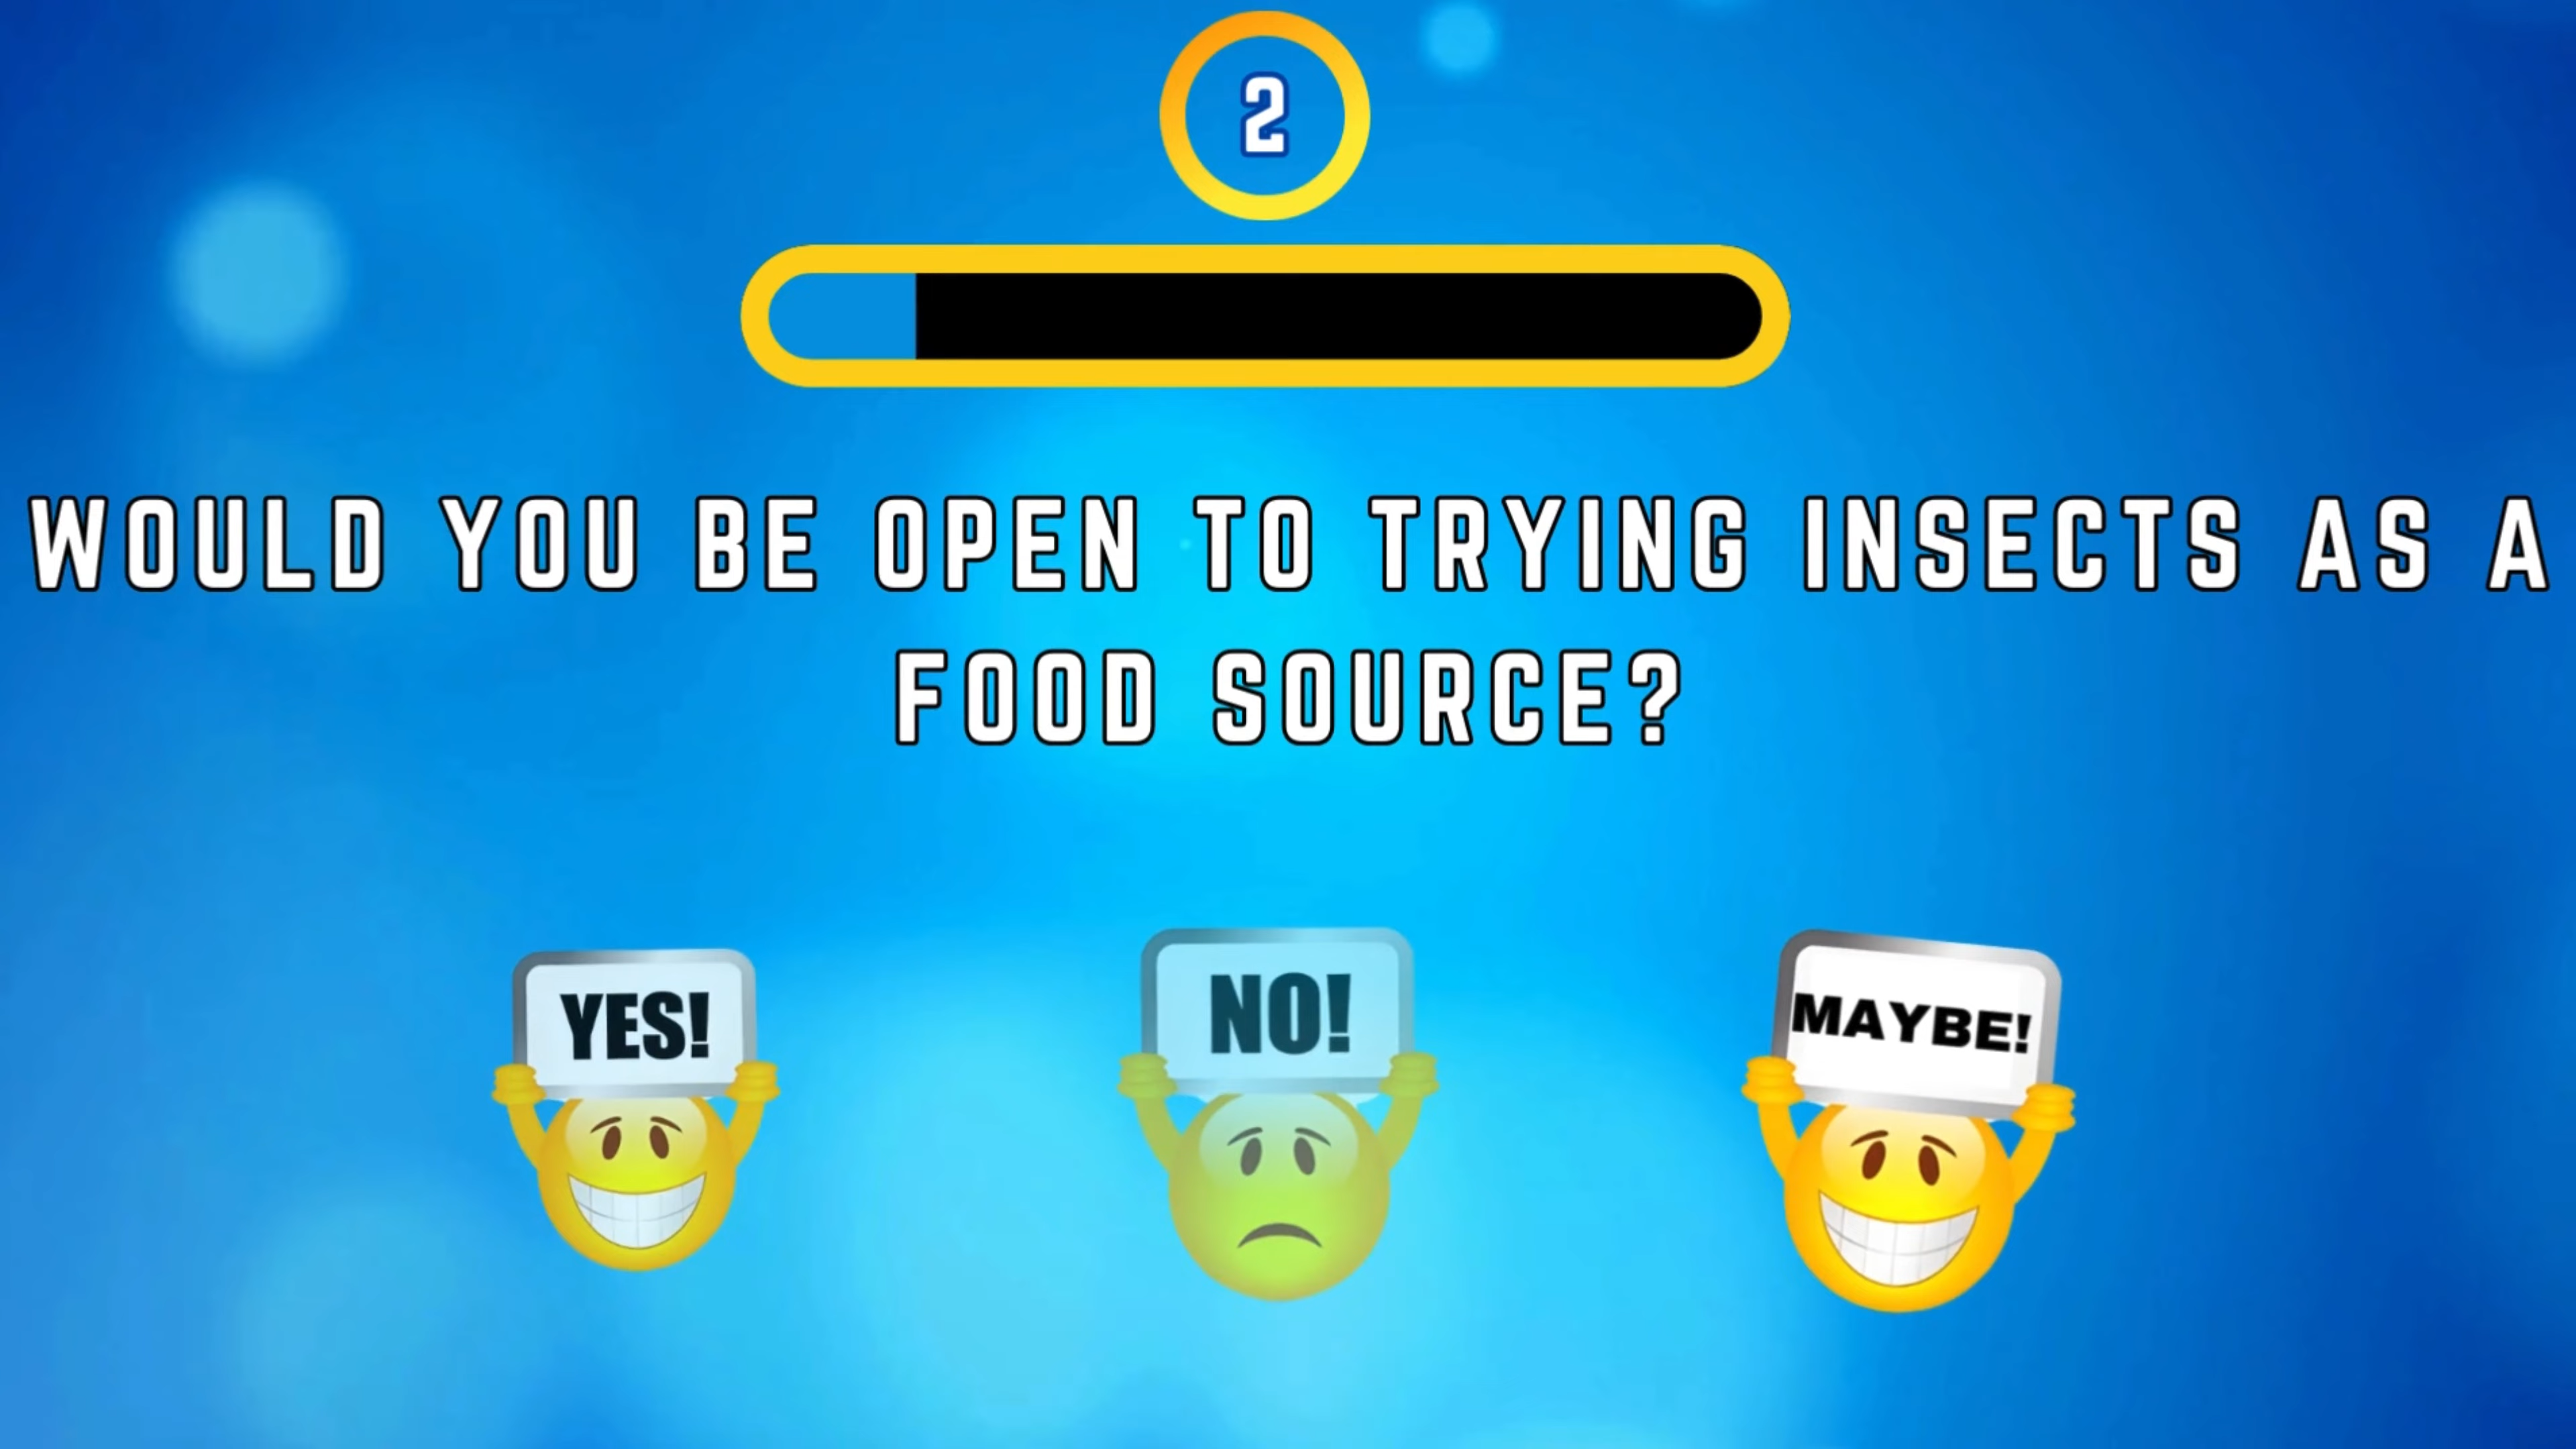 2
WOULD YOU BE OPEN TO TRYING INSECTS AS A
FOOD SOURCE?
YES!
NO!
MAYBE!